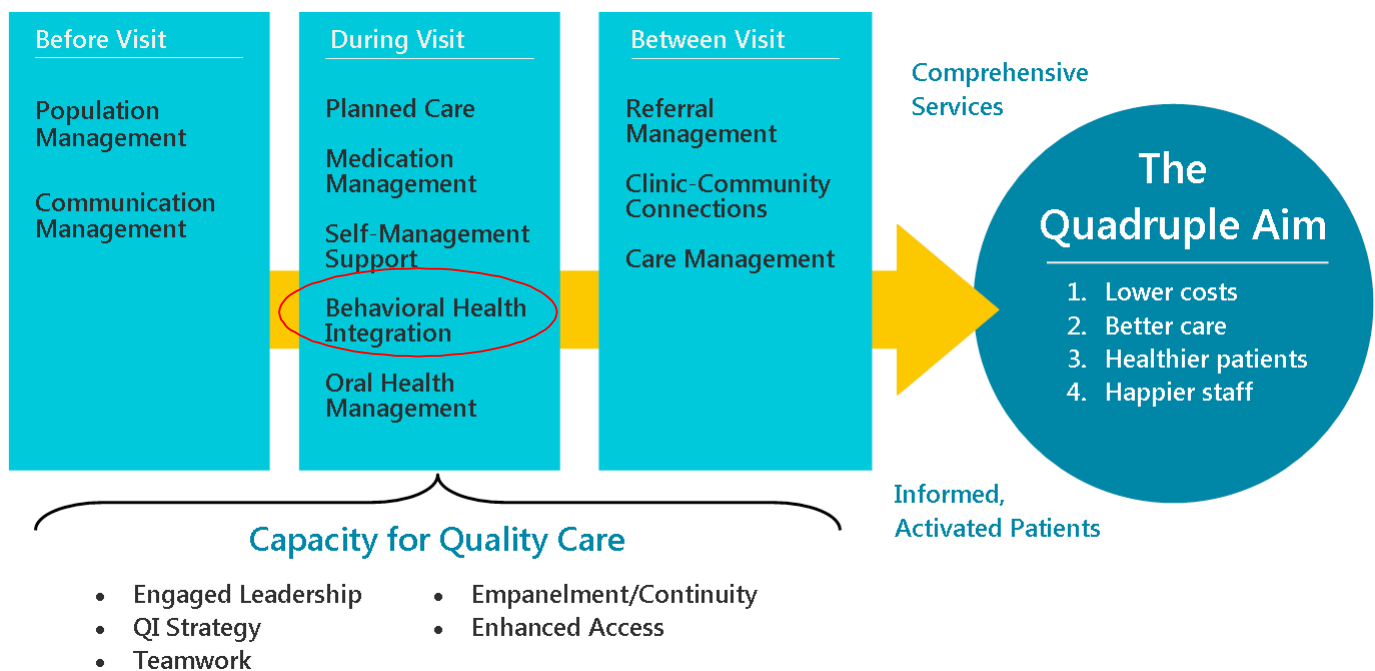 Before Visit
Population
Management
Communication
Management
During Visit
Planned Care
Medication
Management
Self-Management
Support
Behavioral Health
Integration
Oral Health
Management
Between Visit
Referral
Management
Clinic-Community
Connections
Care Management
Comprehensive
Services
The
Quadruple Aim
1. Lower costs
2. Better care
3. Healthier patients
4. Happier staff
Informed,
Activated Patients
Capacity for Quality Care
• Engaged Leadership
• QI Strategy
• Teamwork
• Empanelment/Continuity
• Enhanced Access